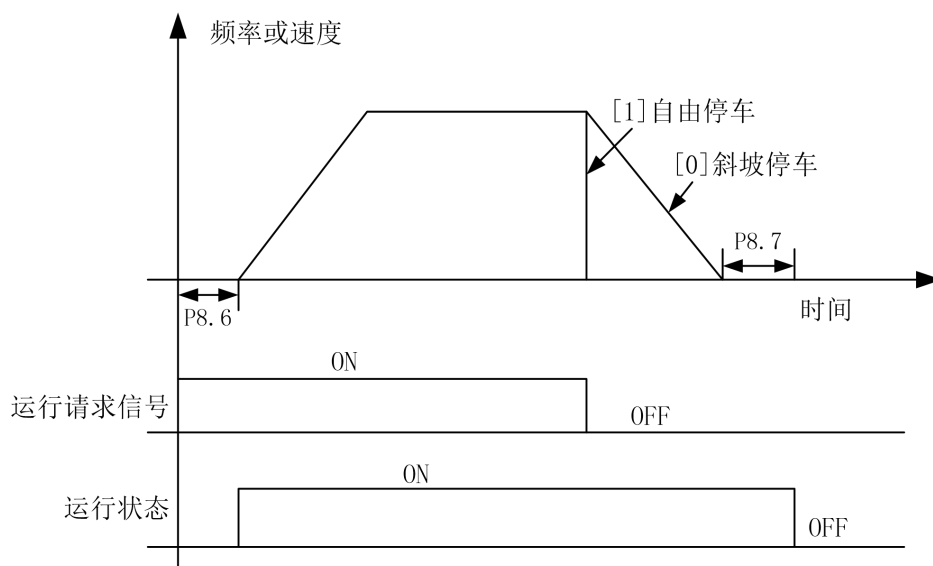 频率或速度
[1]自由停车
[0]斜坡停车
P8.7
时间
P8.6
ON
运行请求信号
OFF
ON
运行状态
OFF